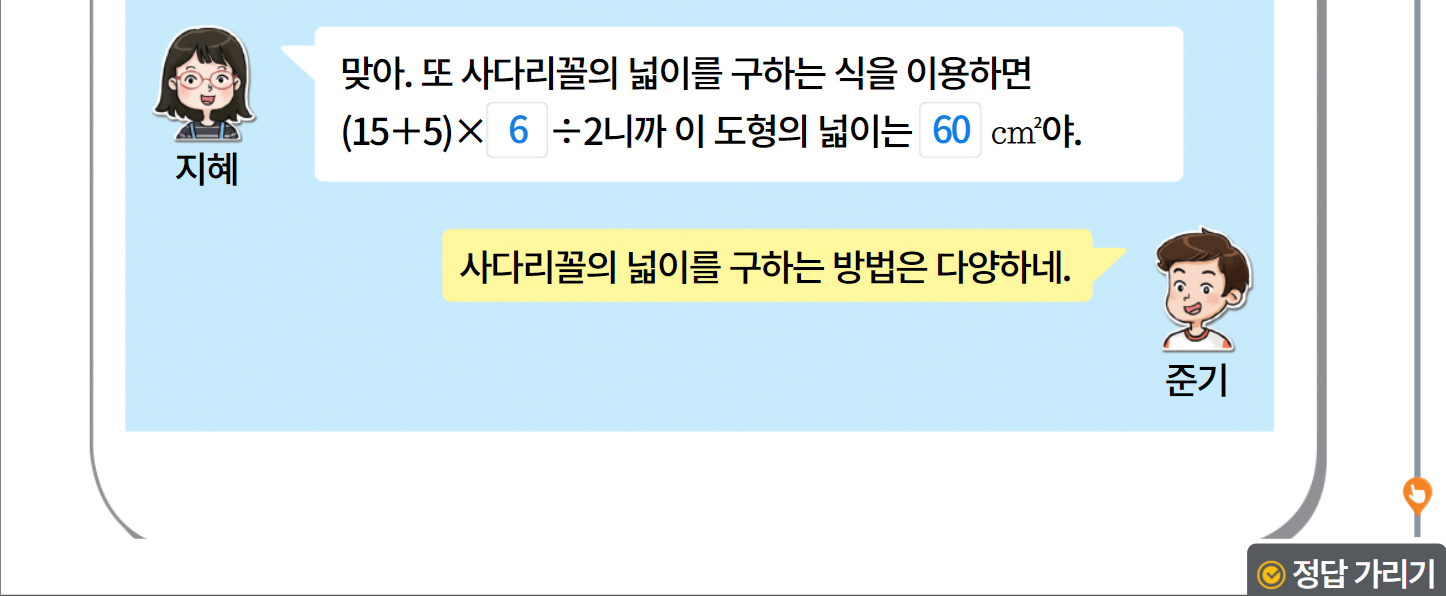 맞아. 또 사다리꼴의 넓이를 구하는 식을 이용하면
(15+5)× 6 ÷2니까 이 도형의 넓이는 60 cm²야.
지혜
사다리꼴의 넓이를 구하는 방법은 다양하네.
준기
정답 가리기